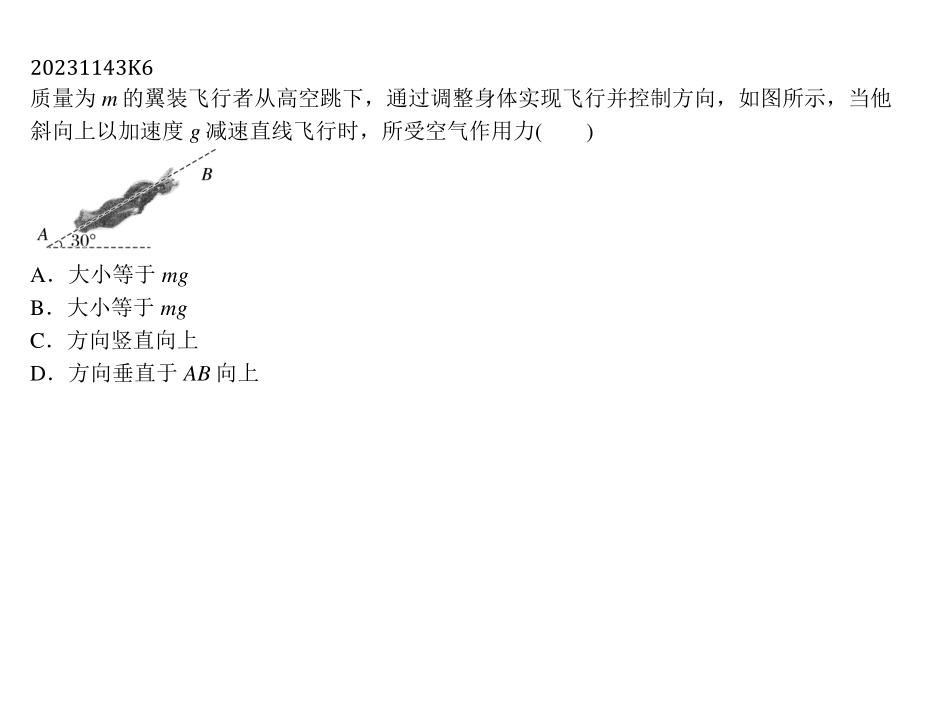 20231143K6
质量为 m 的翼装飞行者从高空跳下，通过调整身体实现飞行并控制方向，如图所示，当他
斜向上以加速度 g 减速直线飞行时，所受空气作用力(　　)
B
A
30°
A．大小等于 mg
B．大小等于 mg
C．方向竖直向上
D．方向垂直于 AB 向上